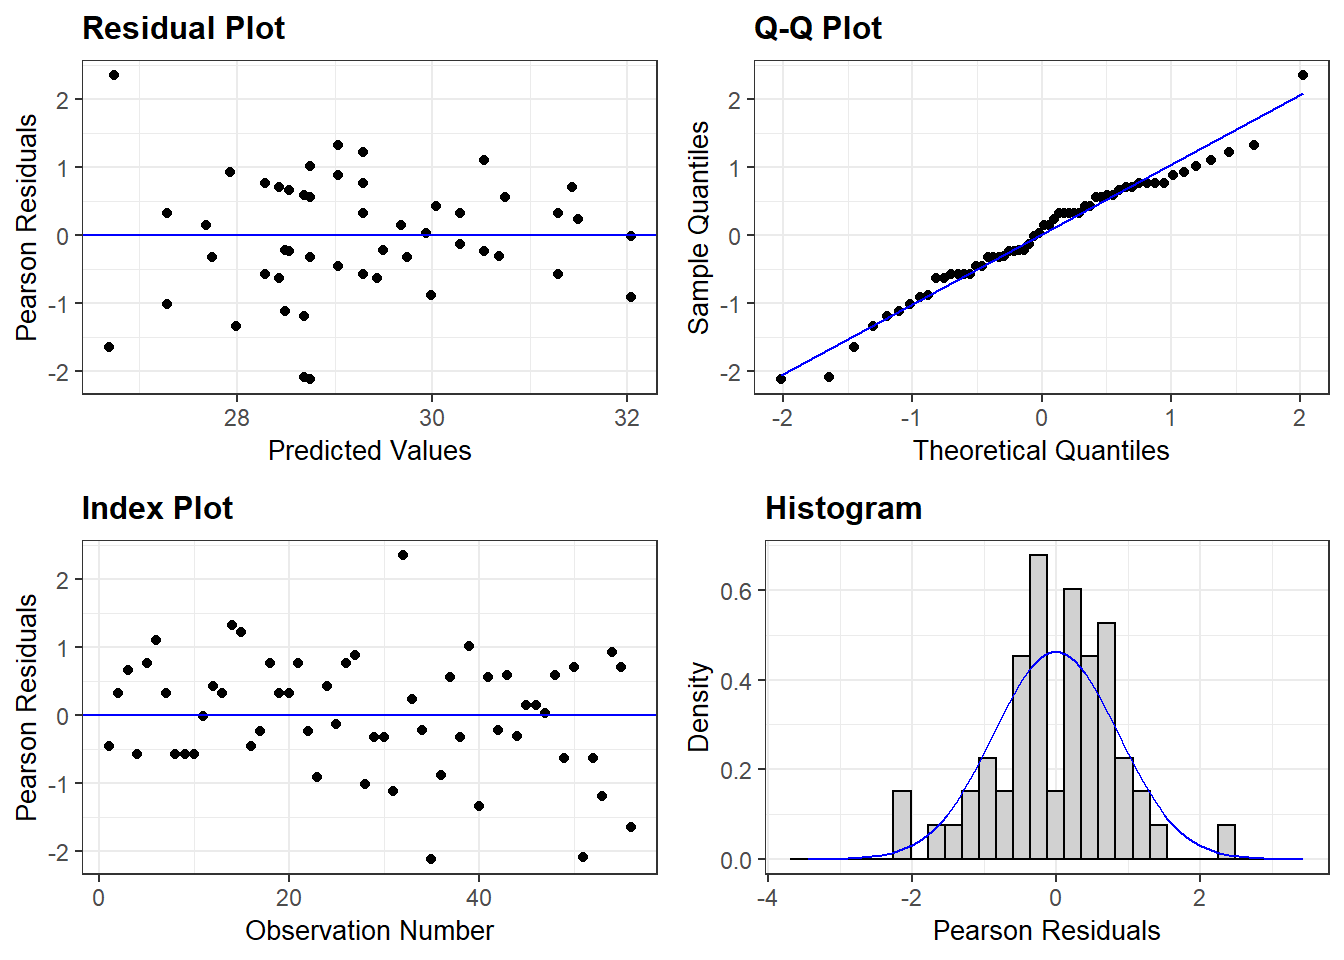 Residual Plot
Pearson Residuals
2
1
0
-1
-2
28 30 32
Predicted Values
Q-Q Plot
Sample Quantiles
2
1
0
-1
-2
-2 -1 0 1 2
Theoretical Quantiles
Index Plot
Pearson Residuals
2
1
0
-1
-2
0 20 40
Observation Number
Histogram
Density
0.6
0.4
0.2
0.0
-4 -2 0 2
Pearson Residuals